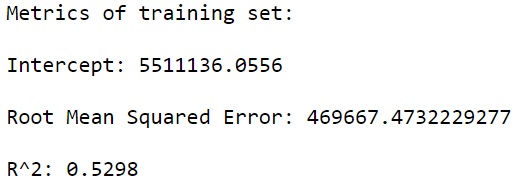 Metrics of training set:
Intercept: 5511136.0556
Root Mean Squared Error: 469667.4732229277
R^2: 0.5298